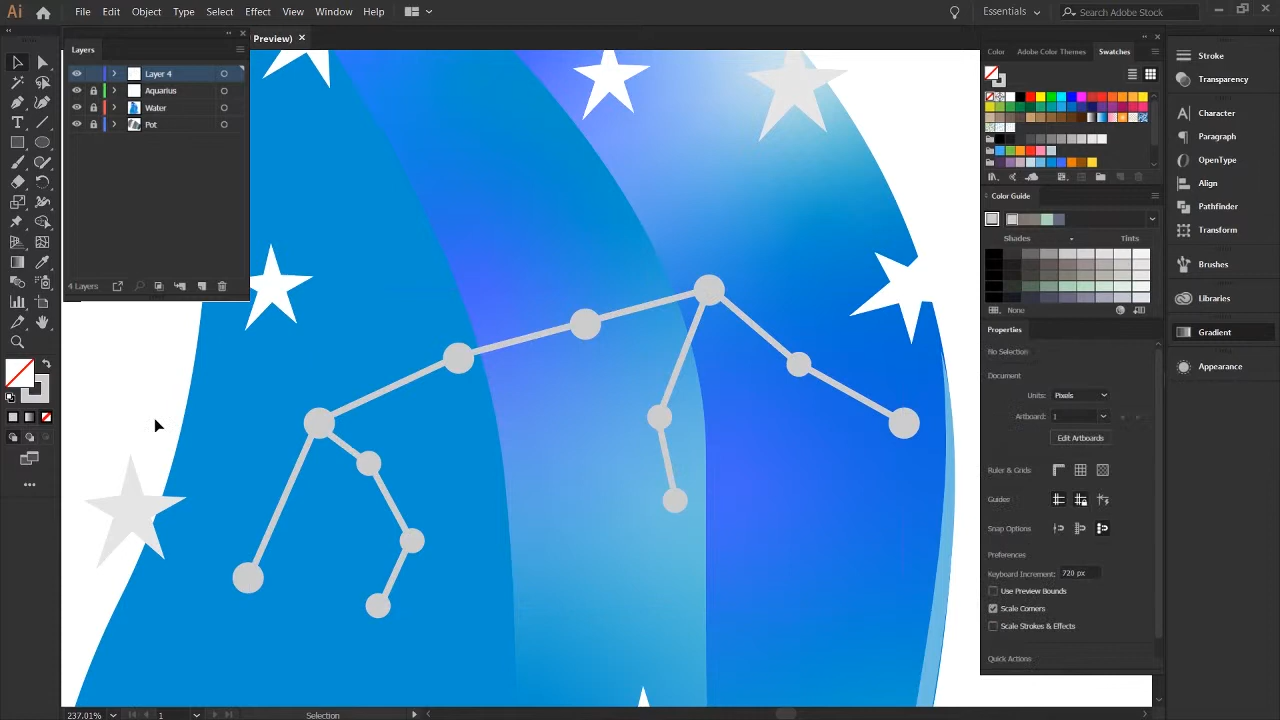 Ai File Edit Object Type Select Effect View Window Help Essentials Search Adobe Stock
Preview)
Layers
Layer 4
Aquarius
Water
Pot
4 Layers
Color Adobe Color Themes Swatches
Color Guide
Shades Tints
None
Properties
No Selection
Document
Units: Pixels
Artboard: 1
Edit Artboards
Ruler & Grids
Guides
Snap Options
Preferences
Keyboard Increment: 720 px
Use Preview Bounds
Scale Corners
Scale Strokes & Effects
Quick Actions
Stroke
Transparency
Character
Paragraph
OpenType
Align
Pathfinder
Transform
Brushes
Libraries
Gradient
Appearance
237.01% 1 Selection